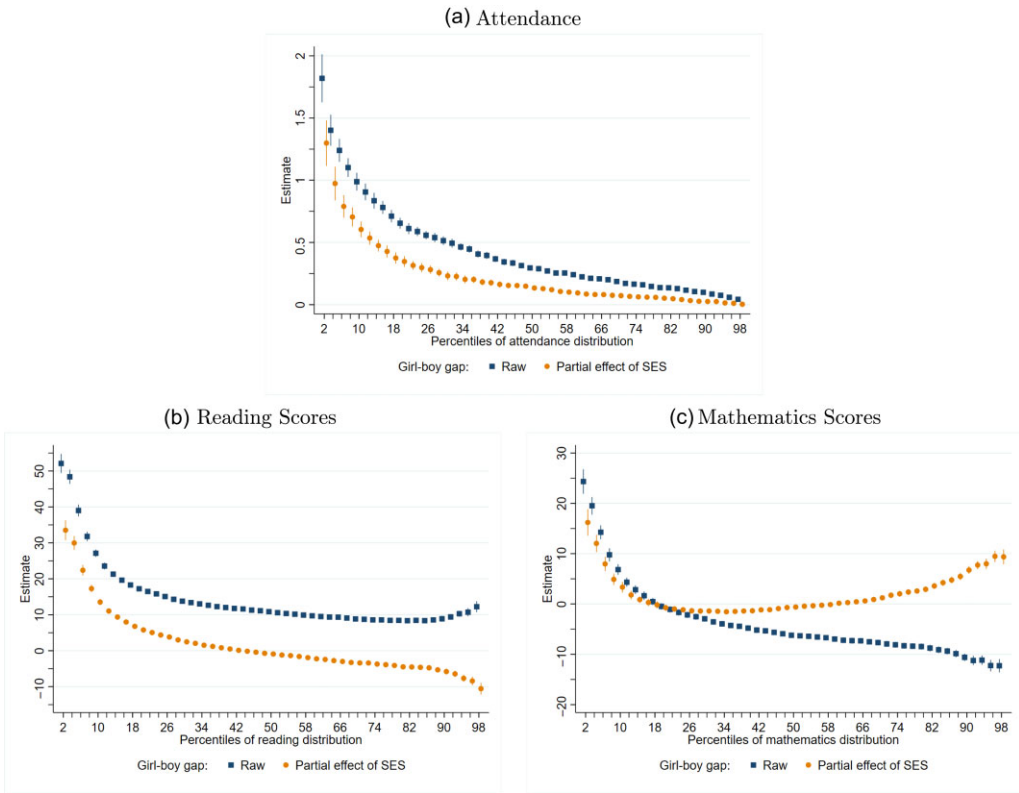 (a) Attendance
2
1.5
1
0.5
0
Estimate
2 10 18 26 34 42 50 58 66 74 82 90 98
Percentiles of attendance distribution
Girl-boy gap: Raw Partial effect of SES
(b) Reading Scores
50
40
30
20
10
0
−10
Estimate
2 10 18 26 34 42 50 58 66 74 82 90 98
Percentiles of reading distribution
Girl-boy gap: Raw Partial effect of SES
(c) Mathematics Scores
30
20
10
0
−10
−20
Estimate
2 10 18 26 34 42 50 58 66 74 82 90 98
Percentiles of mathematics distribution
Girl-boy gap: Raw Partial effect of SES